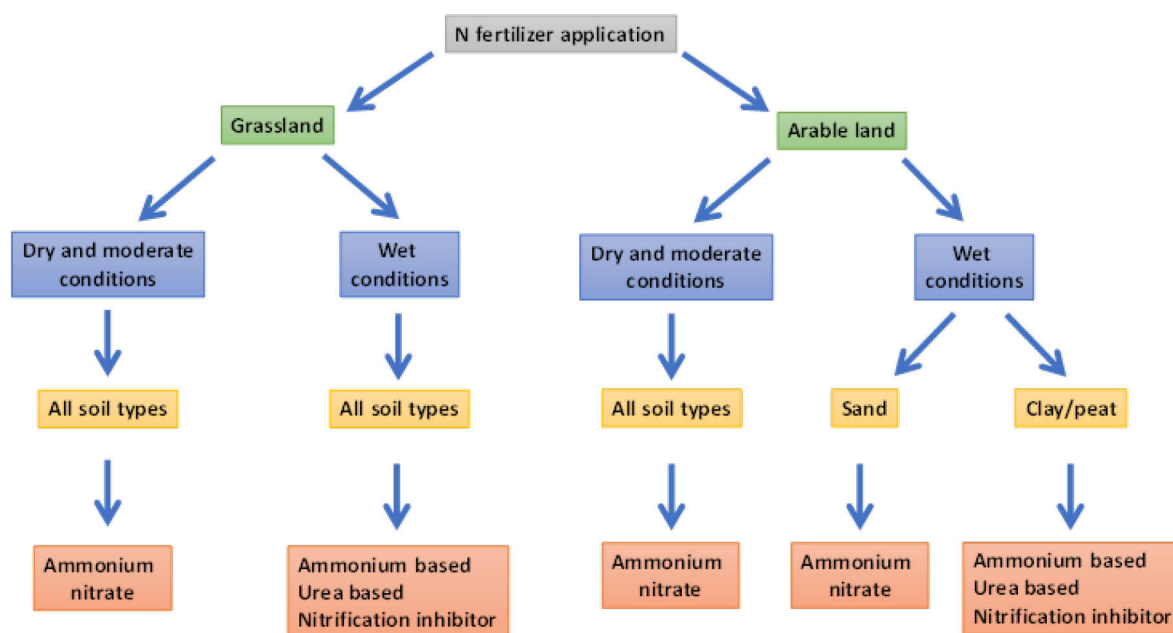 N fertilizer application
Grassland
Arable land
Dry and moderate
conditions
Wet
conditions
Dry and moderate
conditions
Wet
conditions
All soil types
All soil types
All soil types
Sand
Clay/peat
Ammonium
nitrate
Ammonium based
Urea based
Nitrification inhibitor
Ammonium
nitrate
Ammonium
nitrate
Ammonium based
Urea based
Nitrification inhibitor